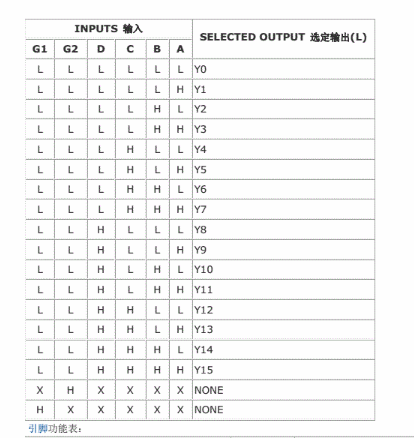 INPUTS 输入 SELECTED OUTPUT 选定输出(L)
G1 G2 D C B A
L L L L L L Y0
L L L L L H Y1
L L L L H L Y2
L L L L H H Y3
L L L H L L Y4
L L L H L H Y5
L L L H H L Y6
L L L H H H Y7
L L H L L L Y8
L L H L L H Y9
L L H L H L Y10
L L H L H H Y11
L L H H L L Y12
L L H H L H Y13
L L H H H L Y14
L L H H H H Y15
X H X X X X NONE
H X X X X X NONE
引脚功能表: